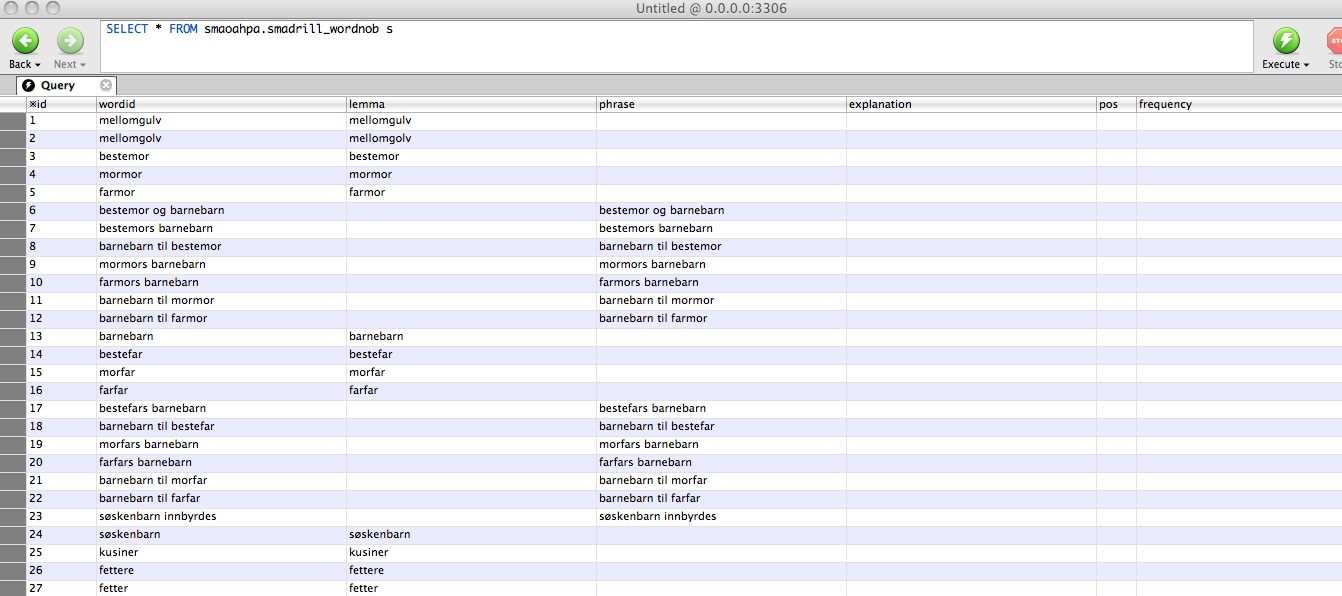 Untitled @ 0.0.0.0:3306
SELECT * FROM smaoahpa.smadrill_wordnob s
Back Next Execute
Query
※id wordid lemma phrase explanation pos frequency
1 mellomgulv mellomgulv
2 mellomgolv mellomgolv
3 bestemor bestemor
4 mormor mormor
5 farmor farmor
6 bestemor og barnebarn bestemor og barnebarn
7 bestemors barnebarn bestemors barnebarn
8 barnebarn til bestemor barnebarn til bestemor
9 mormors barnebarn mormors barnebarn
10 farmors barnebarn farmors barnebarn
11 barnebarn til mormor barnebarn til mormor
12 barnebarn til farmor barnebarn til farmor
13 barnebarn barnebarn
14 bestefar bestefar
15 morfar morfar
16 farfar farfar
17 bestefars barnebarn bestefars barnebarn
18 barnebarn til bestefar barnebarn til bestefar
19 morfars barnebarn morfars barnebarn
20 farfars barnebarn farfars barnebarn
21 barnebarn til morfar barnebarn til morfar
22 barnebarn til farfar barnebarn til farfar
23 søskenbarn innbyrdes søskenbarn innbyrdes
24 søskenbarn søskenbarn
25 kusiner kusiner
26 fettere fettere
27 fetter fetter